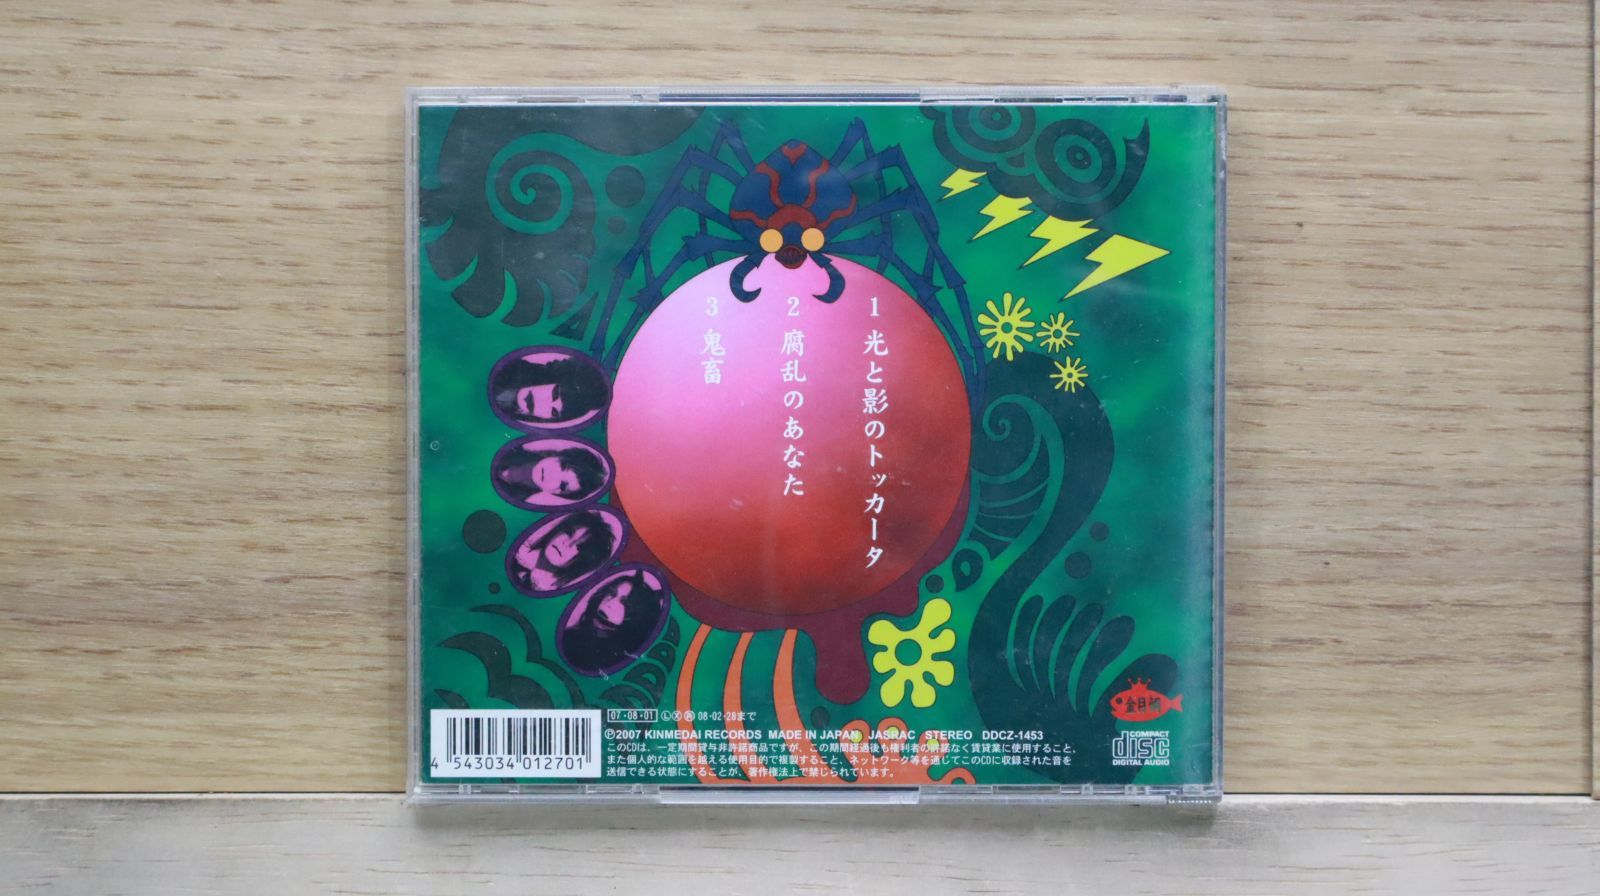 1 光と影のトッカータ
2 腐乱のあなた
3 鬼畜
07・08・01 Ⓛ Ⓧ 再 08・02・28まで
Ⓟ2007 KINMEDAI RECORDS MADE IN JAPAN JASRAC STEREO DDCZ-1453
このCDは、一定期間貸与非許諾商品ですが、この期間経過後も権利者の許諾なく賃貸業に使用すること、
また個人的な範囲を越える使用目的で複製すること、ネットワーク等を通じてこのCDに収録された音を
送信できる状態にすることが、著作権法上で禁じられています。
4 543034 012701
金目鯛
COMPACT
disc
DIGITAL AUDIO